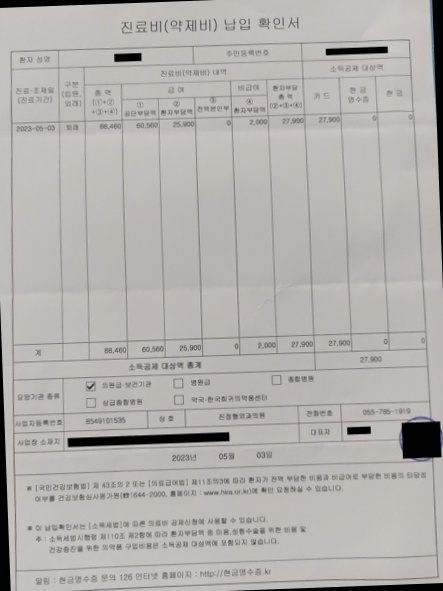 진료비(약제비) 납입 확인서
환자 성명 주민등록번호
진료·조제일 (진료기간) 구분 (입원, 외래) 진료비(약제비) 내역 소득공제 대상액
총 액 (①+② +③+④) 급 여 비급여 환자부담 총 액 (②+③+④) 카 드 현 금 영수증 현 금
① 공단부담액 ② 환자부담액 ③ 전액본인부담 ④ 환자부담액
2023-05-03 외래 88,460 60,560 25,900 0 2,000 27,900 27,900 0 0
계 88,460 60,560 25,900 0 2,000 27,900 27,900 0 0
소득공제 대상액 총계 27,900
요양기관 종류 의원급·보건기관 병원급 종합병원
상급종합병원 약국·한국희귀의약품센터
사업자등록번호 8549101535 상 호 진정형외과의원 전화번호 055-785-1919
사업장 소재지 대표자
2023년 05월 03일
※ [국민건강보험법] 제 43조의 2 또는 [의료급여법] 제11조의3에 따라 환자가 전액 부담한 비용과 비급여로 부담한 비용의 타당성
여부를 건강보험심사평가원(☎1644-2000, 홈페이지 : www.hira.or.kr)에 확인 요청하실 수 있습니다.
※ 이 납입확인서는 [소득세법]에 따른 의료비 공제신청에 사용할 수 있습니다.
주 : 소득세법시행령 제110조 제2항에 따라 환자부담액 중 미용,성형수술을 위한 비용 및
건강증진을 위한 의약품 구입비용은 소득공제 대상액에 포함되지 않습니다.
알림 : 현금영수증 문의 126 인터넷 홈페이지 : http://현금영수증.kr